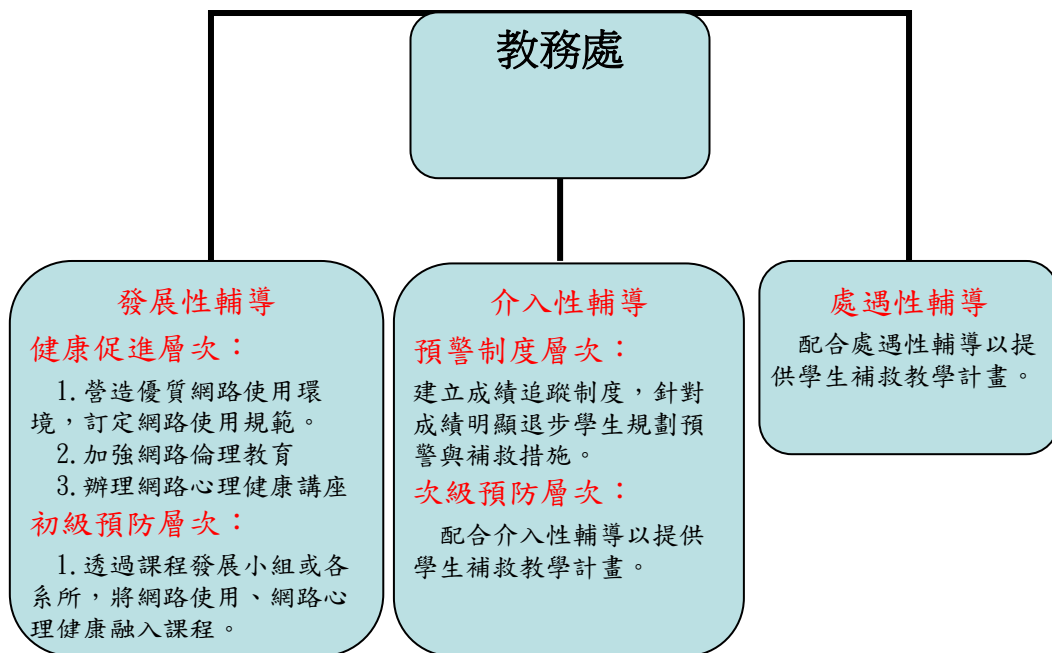 教務處
發展性輔導
健康促進層次：
1.營造優質網路使用環
境，訂定網路使用規範。
2.加強網路倫理教育
3.辦理網路心理健康講座
初級預防層次：
1.透過課程發展小組或各
系所，將網路使用、網路心
理健康融入課程。
介入性輔導
預警制度層次：
建立成績追蹤制度，針對
成績明顯退步學生規劃預
警與補救措施。
次級預防層次：
配合介入性輔導以提供
學生補救教學計畫。
處遇性輔導
配合處遇性輔導以提
供學生補救教學計畫。